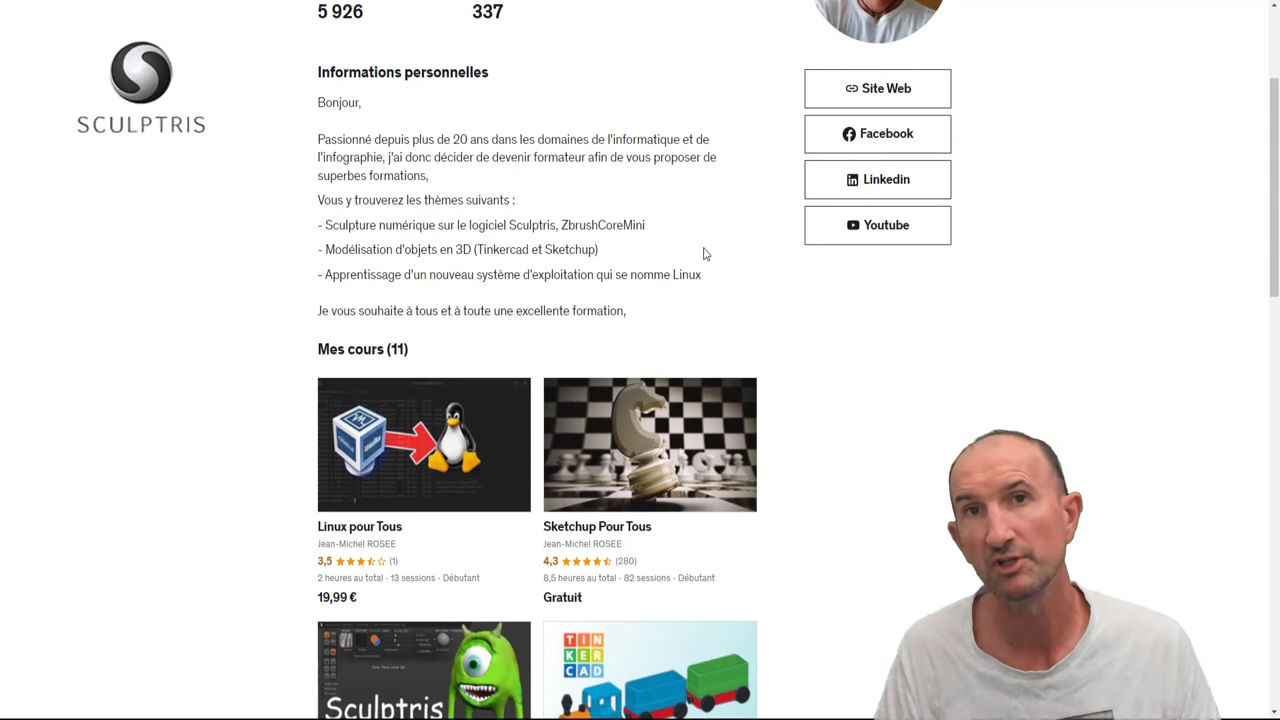 5 926
337
SCULPTRIS
Informations personnelles
Bonjour,
Passionné depuis plus de 20 ans dans les domaines de l'informatique et de
l'infographie, j'ai donc décider de devenir formateur afin de vous proposer de
superbes formations,
Vous y trouverez les thèmes suivants :
- Sculpture numérique sur le logiciel Sculptris, ZbrushCoreMini
- Modélisation d'objets en 3D (Tinkercad et Sketchup)
- Apprentissage d'un nouveau système d'exploitation qui se nomme Linux
Je vous souhaite à tous et à toute une excellente formation,
Site Web
Facebook
Linkedin
Youtube
Mes cours (11)
Linux pour Tous
Jean-Michel ROSEE
3,5 (1)
2 heures au total · 13 sessions · Débutant
19,99 €
Sketchup Pour Tous
Jean-Michel ROSEE
4,3 (280)
8,5 heures au total · 82 sessions · Débutant
Gratuit
Sculptris
TIN
KER
CAD